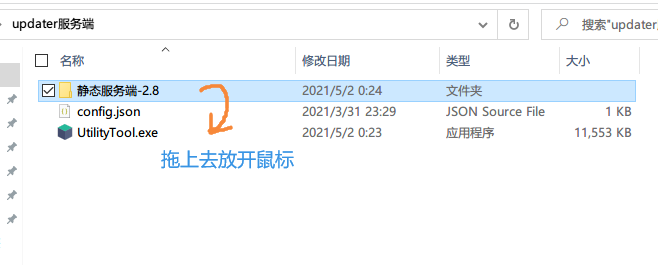 updater服务端
搜索"updater
名称 修改日期 类型 大小
静态服务端-2.8 2021/5/2 0:24 文件夹
config.json 2021/3/31 23:29 JSON Source File 1 KB
UtilityTool.exe 2021/5/2 0:23 应用程序 11,553 KB
拖上去放开鼠标